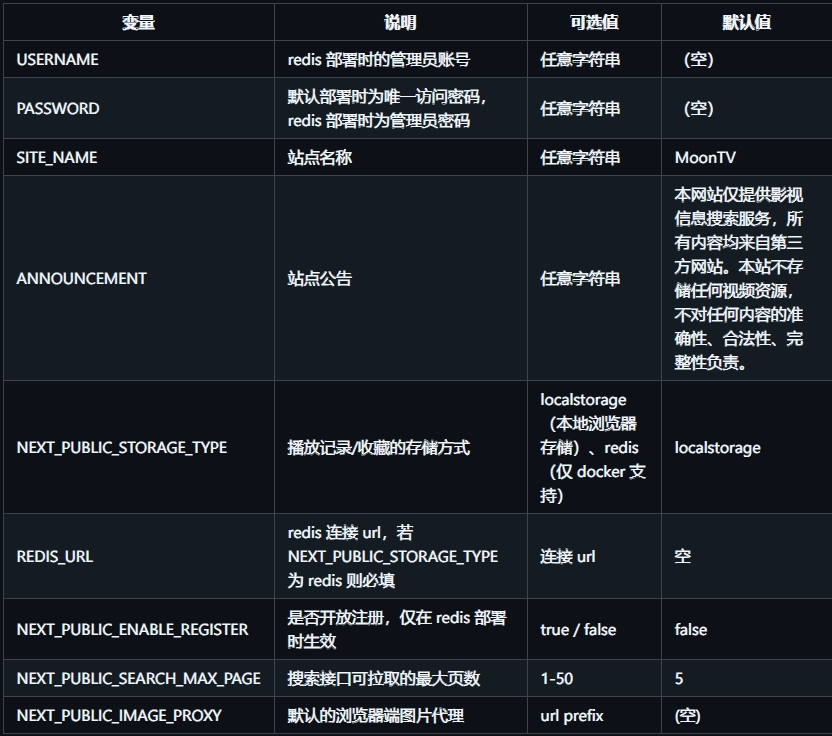 变量 说明 可选值 默认值
USERNAME redis 部署时的管理员账号 任意字符串 （空）
PASSWORD
默认部署时为唯一访问密码，
redis 部署时为管理员密码
任意字符串 （空）
SITE_NAME 站点名称 任意字符串 MoonTV
ANNOUNCEMENT 站点公告 任意字符串
本网站仅提供影视
信息搜索服务，所
有内容均来自第三
方网站。本站不存
储任何视频资源，
不对任何内容的准
确性、合法性、完
整性负责。
NEXT_PUBLIC_STORAGE_TYPE 播放记录/收藏的存储方式
localstorage
（本地浏览器
存储）、redis
（仅 docker 支
持）
localstorage
REDIS_URL
redis 连接 url，若
NEXT_PUBLIC_STORAGE_TYPE
为 redis 则必填
连接 url 空
NEXT_PUBLIC_ENABLE_REGISTER
是否开放注册，仅在 redis 部署
时生效
true / false false
NEXT_PUBLIC_SEARCH_MAX_PAGE 搜索接口可拉取的最大页数 1-50 5
NEXT_PUBLIC_IMAGE_PROXY 默认的浏览器端图片代理 url prefix (空)